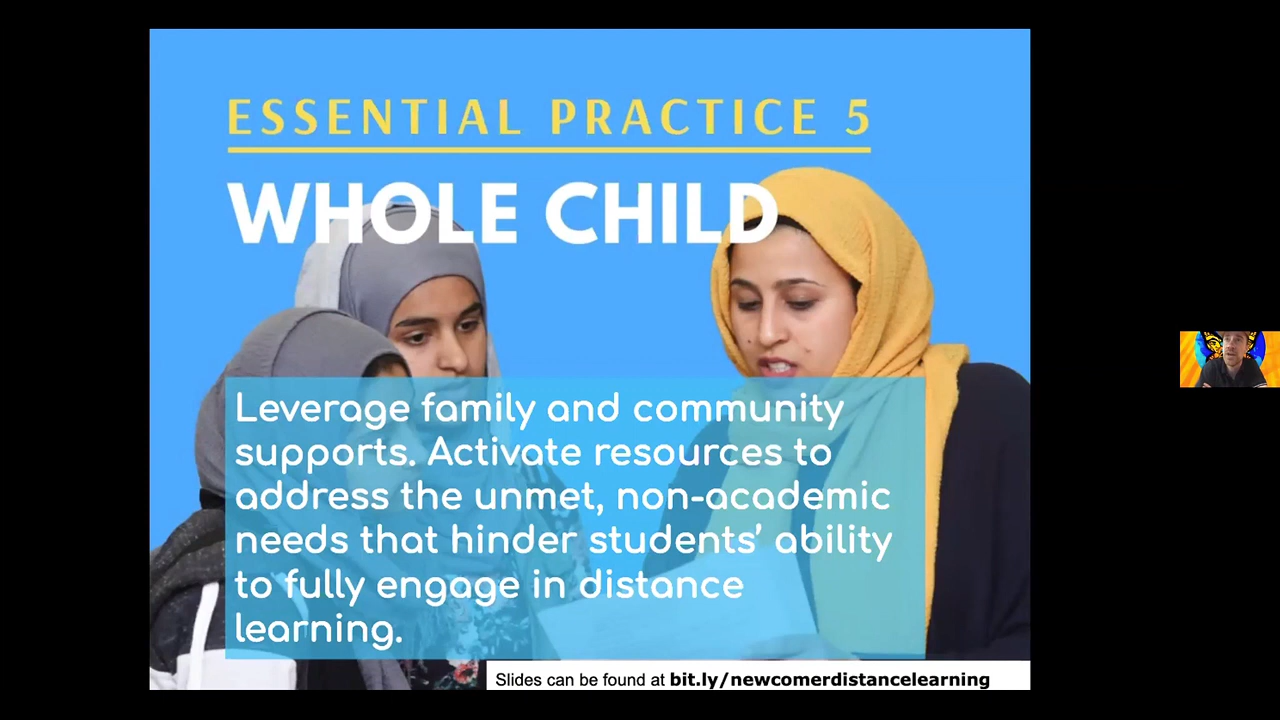 ESSENTIAL PRACTICE 5
WHOLE CHILD
Leverage family and community
supports. Activate resources to
address the unmet, non-academic
needs that hinder students’ ability
to fully engage in distance
learning.
Slides can be found at bit.ly/newcomerdistancelearning